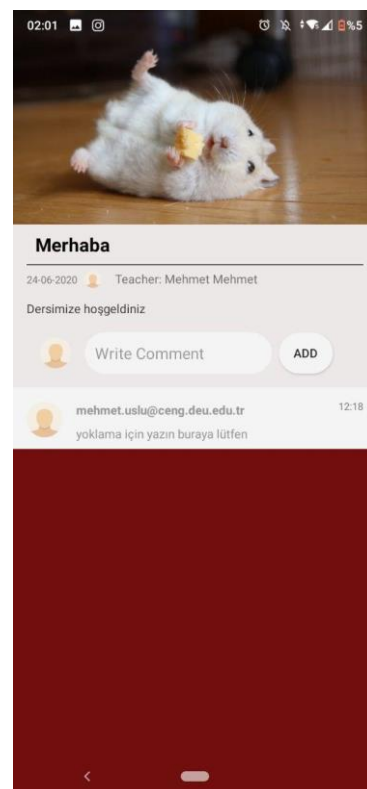 02:01 %5
Merhaba
24-06-2020 Teacher: Mehmet Mehmet
Dersimize hoşgeldiniz
Write Comment ADD
mehmet.uslu@ceng.deu.edu.tr 12:18
yoklama için yazın buraya lütfen